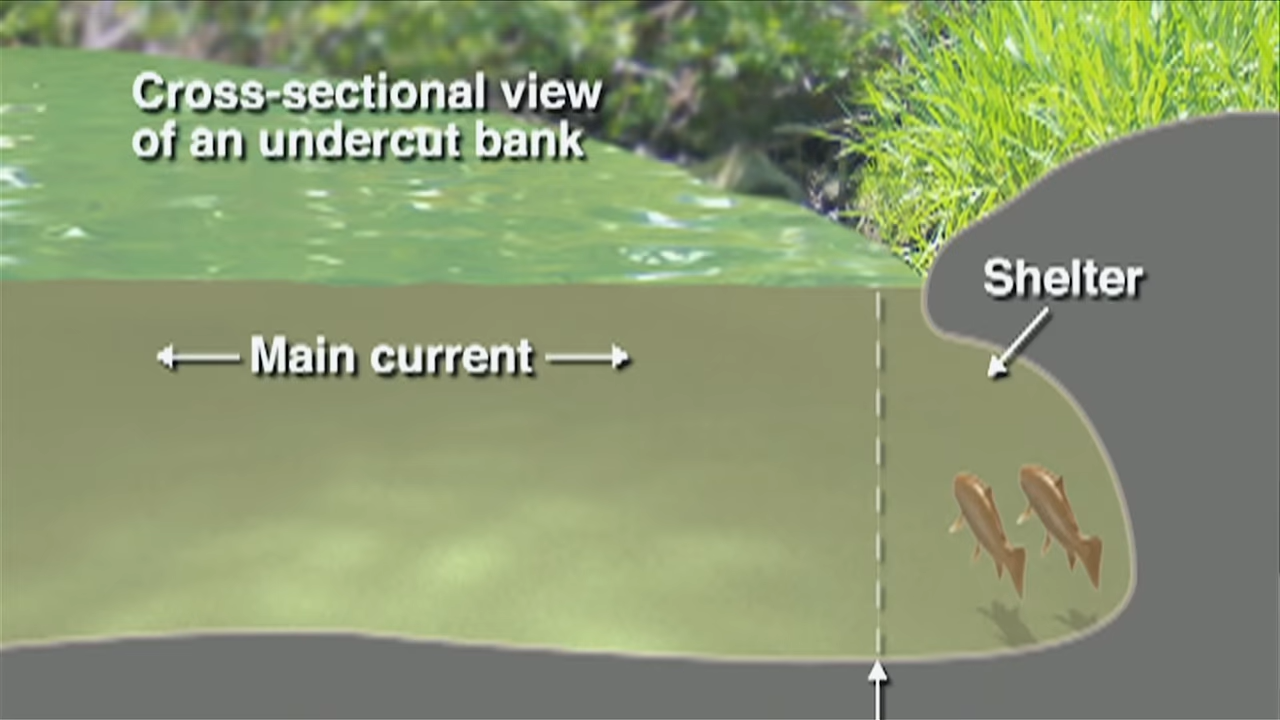 Cross-sectional view
of an undercut bank
Shelter
Main current